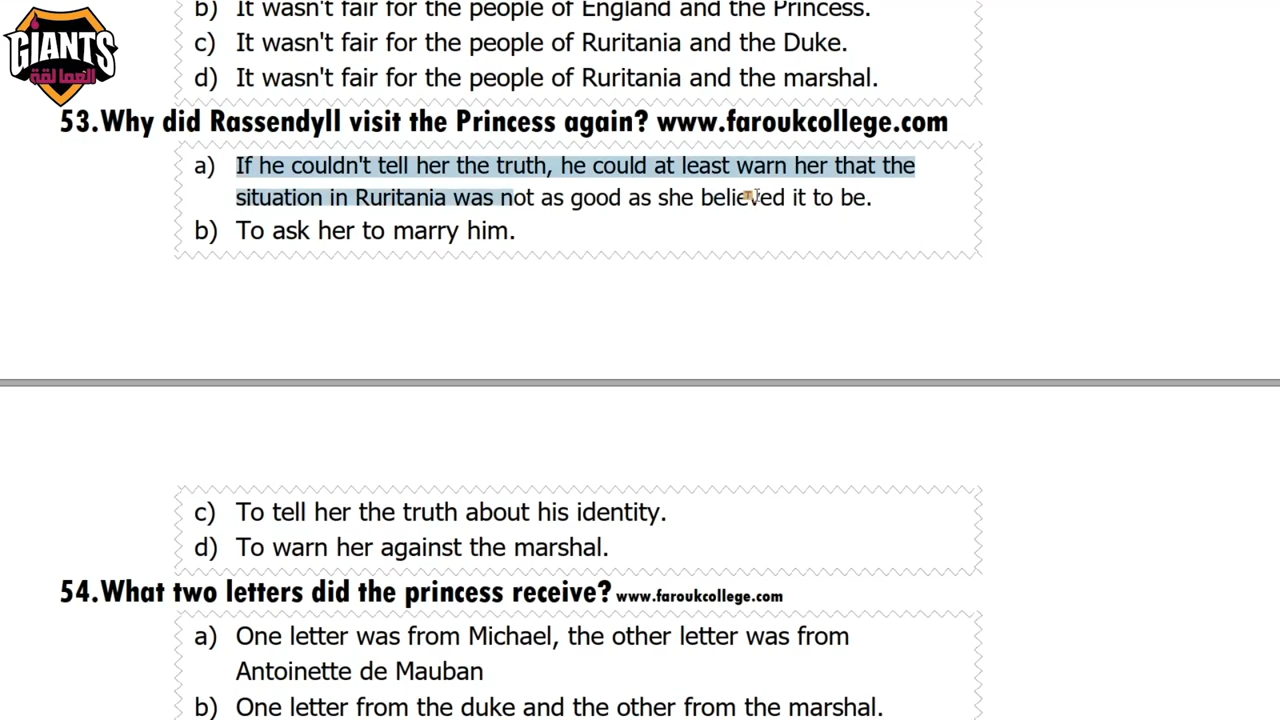 GIANTS
العمالقة
b) It wasn't fair for the people of England and the Princess.
c) It wasn't fair for the people of Ruritania and the Duke.
d) It wasn't fair for the people of Ruritania and the marshal.
53.Why did Rassendyll visit the Princess again? www.faroukcollege.com
a) If he couldn't tell her the truth, he could at least warn her that the
situation in Ruritania was not as good as she believed it to be.
b) To ask her to marry him.
c) To tell her the truth about his identity.
d) To warn her against the marshal.
54.What two letters did the princess receive? www.faroukcollege.com
a) One letter was from Michael, the other letter was from
Antoinette de Mauban
b) One letter from the duke and the other from the marshal.